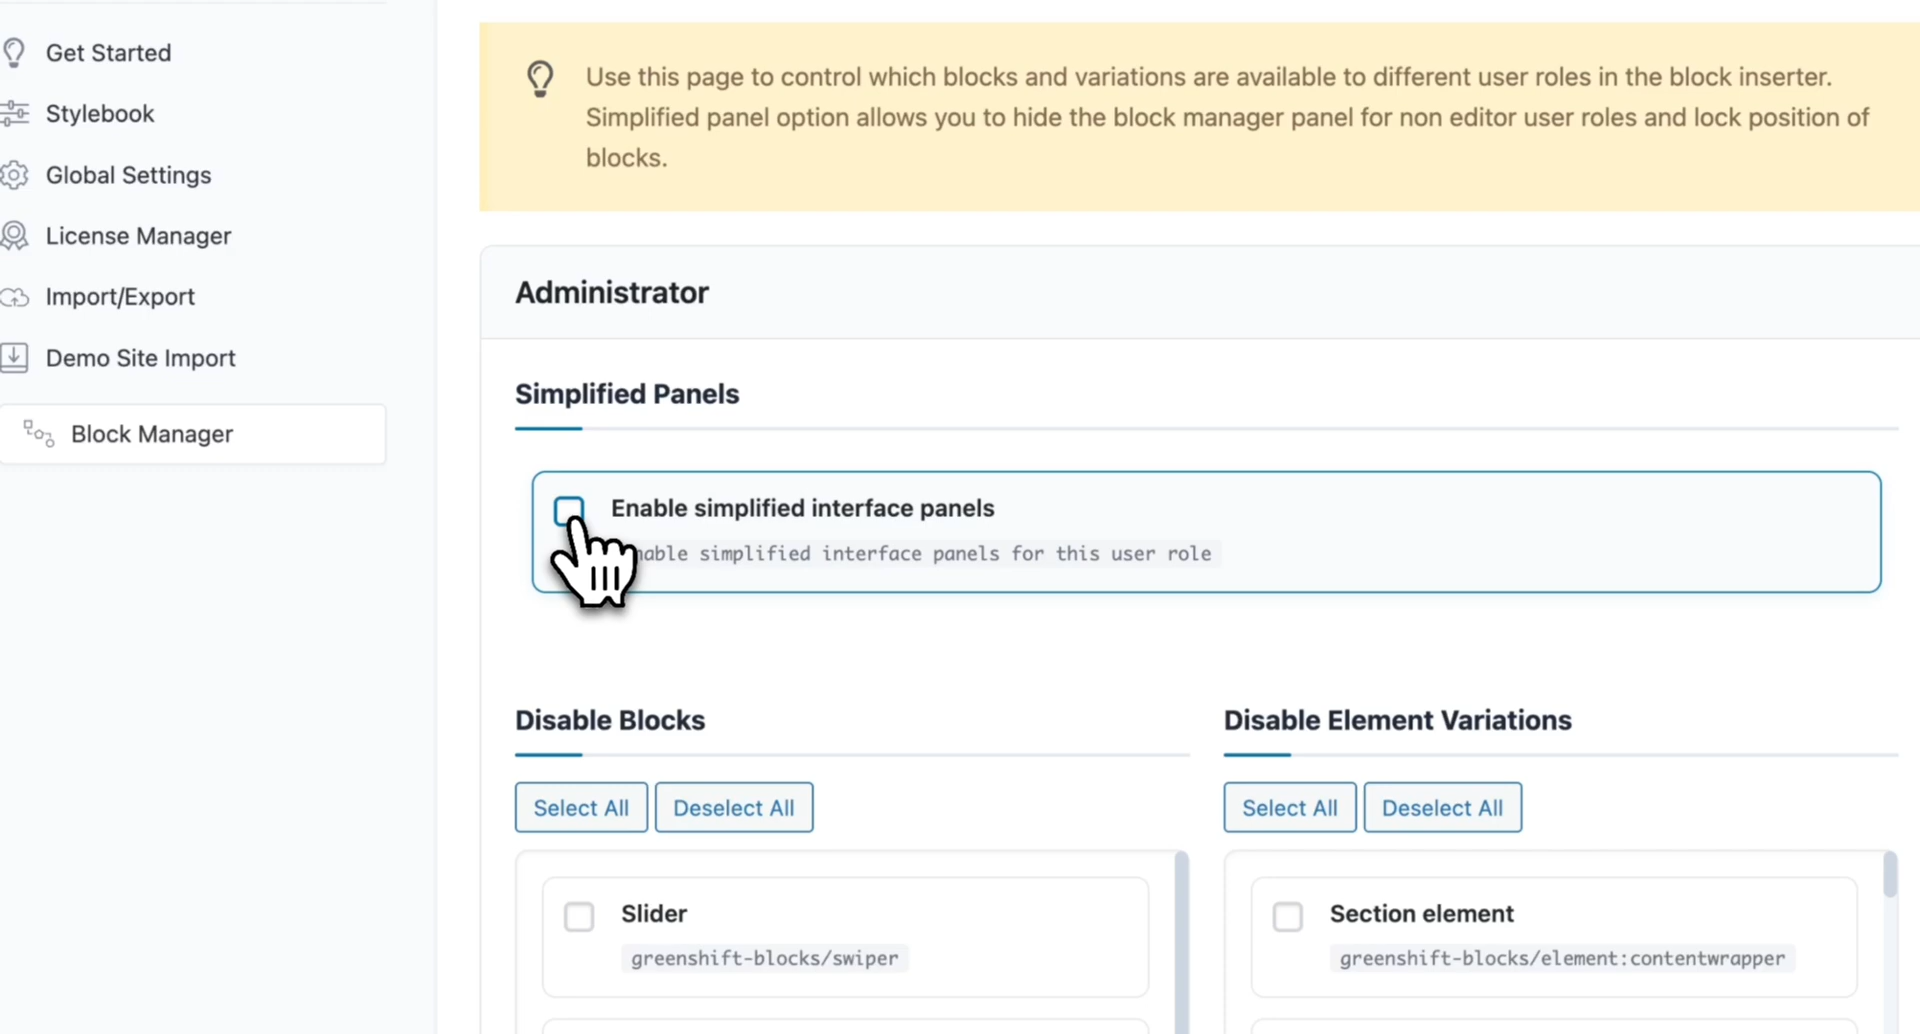 Get Started
Stylebook
Global Settings
License Manager
Import/Export
Demo Site Import
Block Manager
Use this page to control which blocks and variations are available to different user roles in the block inserter.
Simplified panel option allows you to hide the block manager panel for non editor user roles and lock position of
blocks.
Administrator
Simplified Panels
Enable simplified interface panels
simplified interface panels for this user role
Disable Blocks
Select All
Deselect All
Slider
greenshift-blocks/swiper
Disable Element Variations
Select All
Deselect All
Section element
greenshift-blocks/element:contentwrapper